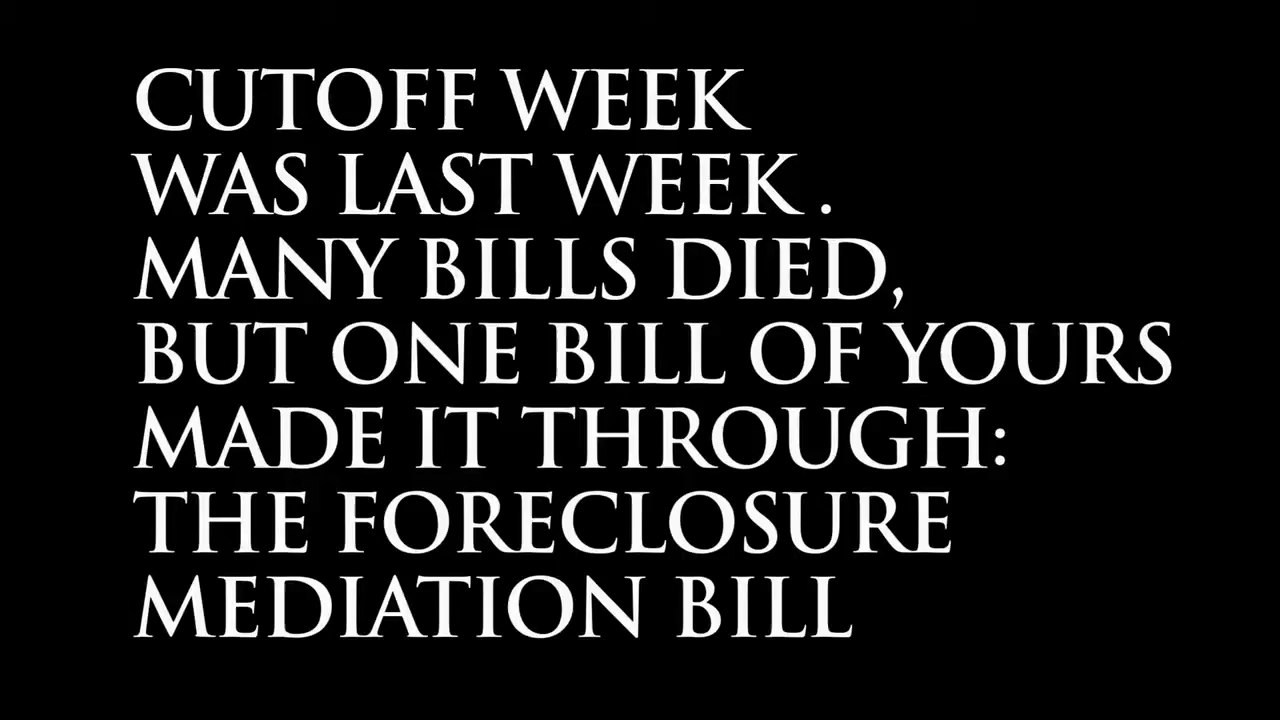 CUTOFF WEEK
WAS LAST WEEK .
MANY BILLS DIED,
BUT ONE BILL OF YOURS
MADE IT THROUGH:
THE FORECLOSURE
MEDIATION BILL